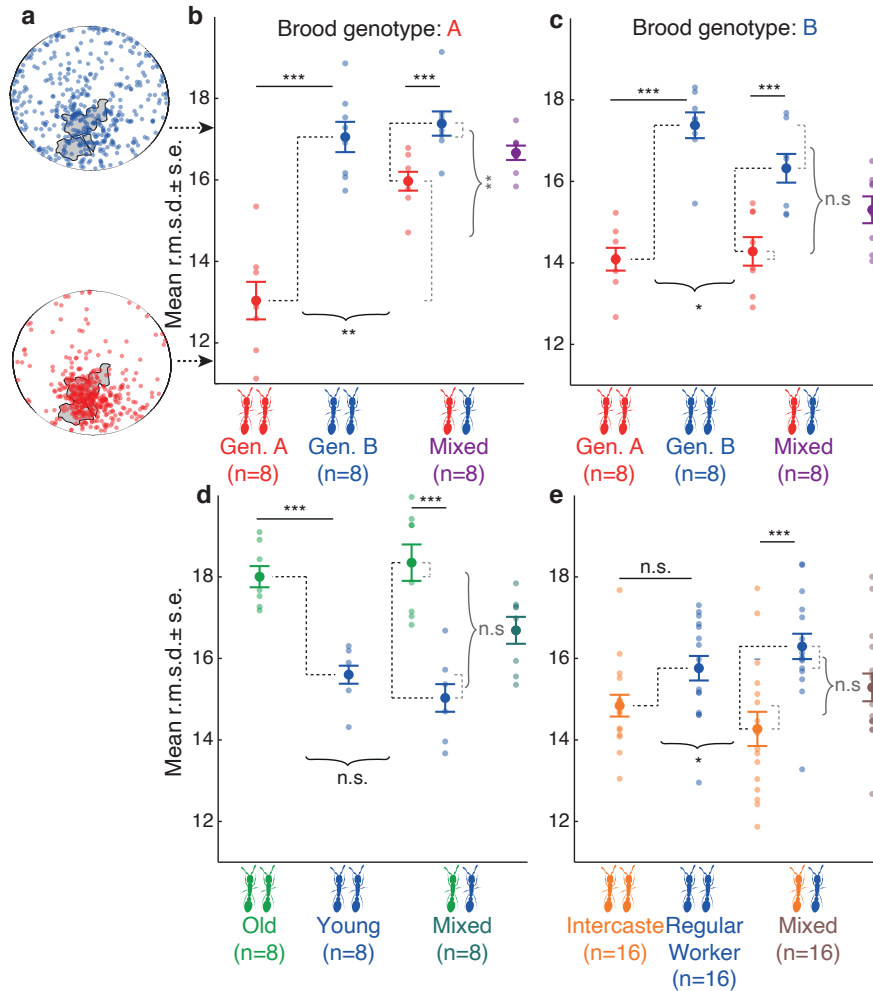 a
b
Brood genotype: A
Mean r.m.s.d.± s.e.
18
16
14
12
***
***
**
**
Gen. A
(n=8)
Gen. B
(n=8)
Mixed
(n=8)
c
Brood genotype: B
18
16
14
12
***
***
n.s
*
Gen. A
(n=8)
Gen. B
(n=8)
Mixed
(n=8)
d
Mean r.m.s.d.± s.e.
18
16
14
12
***
***
n.s
n.s.
Old
(n=8)
Young
(n=8)
Mixed
(n=8)
e
18
16
14
12
n.s.
***
n.s
*
Intercaste
(n=16)
Regular
Worker
(n=16)
Mixed
(n=16)